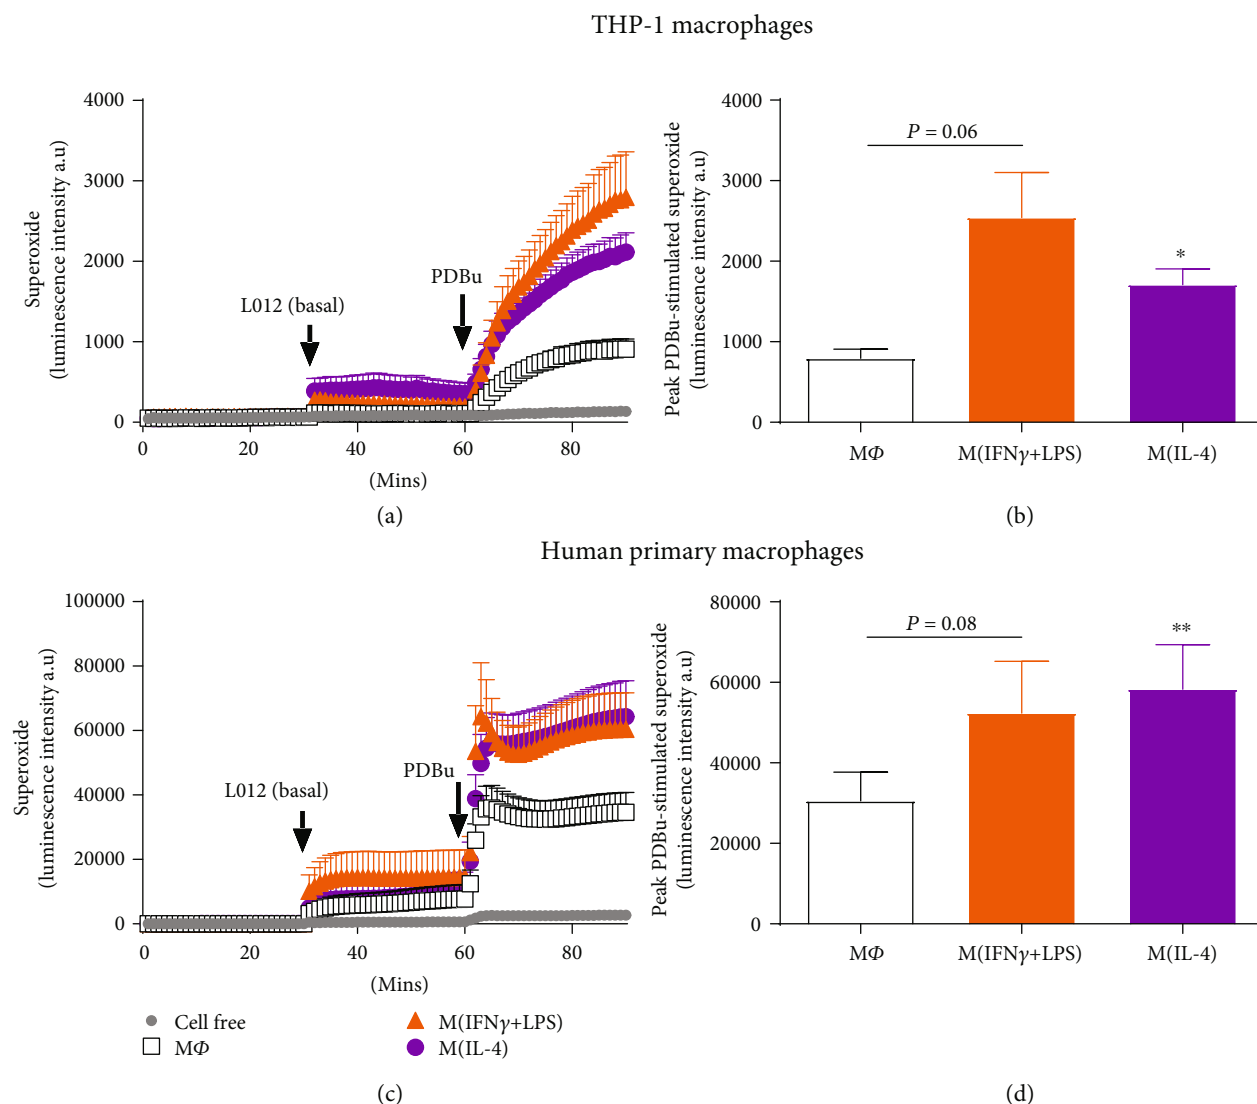 THP-1 macrophages
Superoxide
(luminescence intensity a.u)
4000
3000
2000
1000
0
L012 (basal)
PDBu
0 20 40 60 80
(Mins)
(a)
Peak PDBu-stimulated superoxide
(luminescence intensity a.u)
4000
3000
2000
1000
0
P = 0.06
*
MΦ M(IFNγ+LPS) M(IL-4)
(b)
Human primary macrophages
Superoxide
(luminescence intensity a.u)
100000
80000
60000
40000
20000
0
L012 (basal)
PDBu
0 20 40 60 80
(Mins)
Cell free
MΦ
M(IFNγ+LPS)
M(IL-4)
(c)
Peak PDBu-stimulated superoxide
(luminescence intensity a.u)
80000
60000
40000
20000
0
P = 0.08
**
MΦ M(IFNγ+LPS) M(IL-4)
(d)